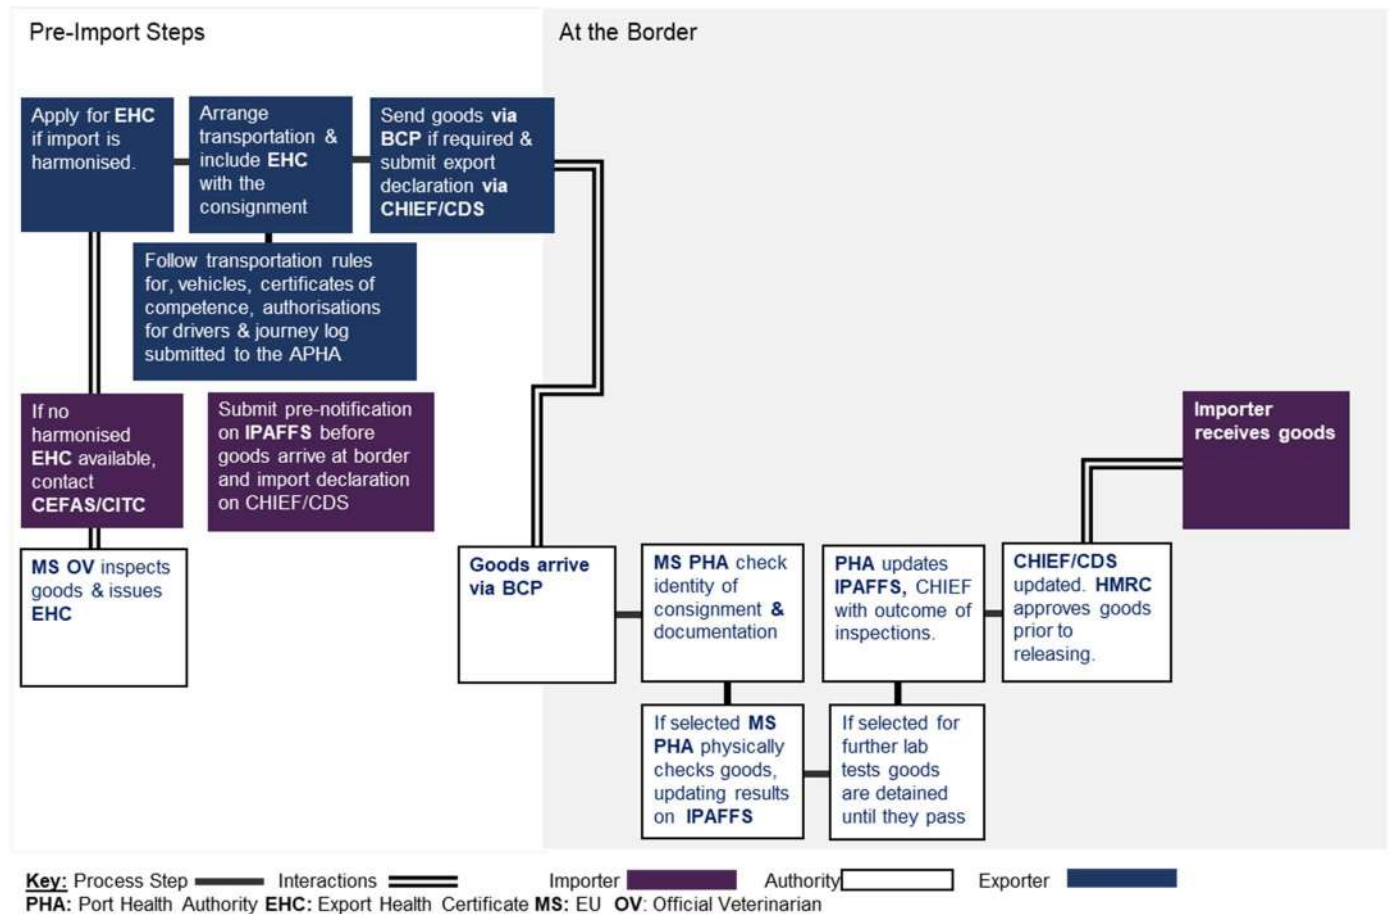 Pre-Import Steps
At the Border
Apply for EHC
if import is
harmonised.
Arrange
transportation &
include EHC
with the
consignment
Send goods via
BCP if required &
submit export
declaration via
CHIEF/CDS
Follow transportation rules
for, vehicles, certificates of
competence, authorisations
for drivers & journey log
submitted to the APHA
If no
harmonised
EHC available,
contact
CEFAS/CITC
Submit pre-notification
on IPAFFS before
goods arrive at border
and import declaration
on CHIEF/CDS
Importer
receives goods
MS OV inspects
goods & issues
EHC
Goods arrive
via BCP
MS PHA check
identity of
consignment &
documentation
PHA updates
IPAFFS, CHIEF
with outcome of
inspections.
CHIEF/CDS
updated. HMRC
approves goods
prior to
releasing.
If selected MS
PHA physically
checks goods,
updating results
on IPAFFS
If selected for
further lab
tests goods
are detained
until they pass
Key: Process Step Interactions Importer Authority Exporter
PHA: Port Health Authority EHC: Export Health Certificate MS: EU OV: Official Veterinarian